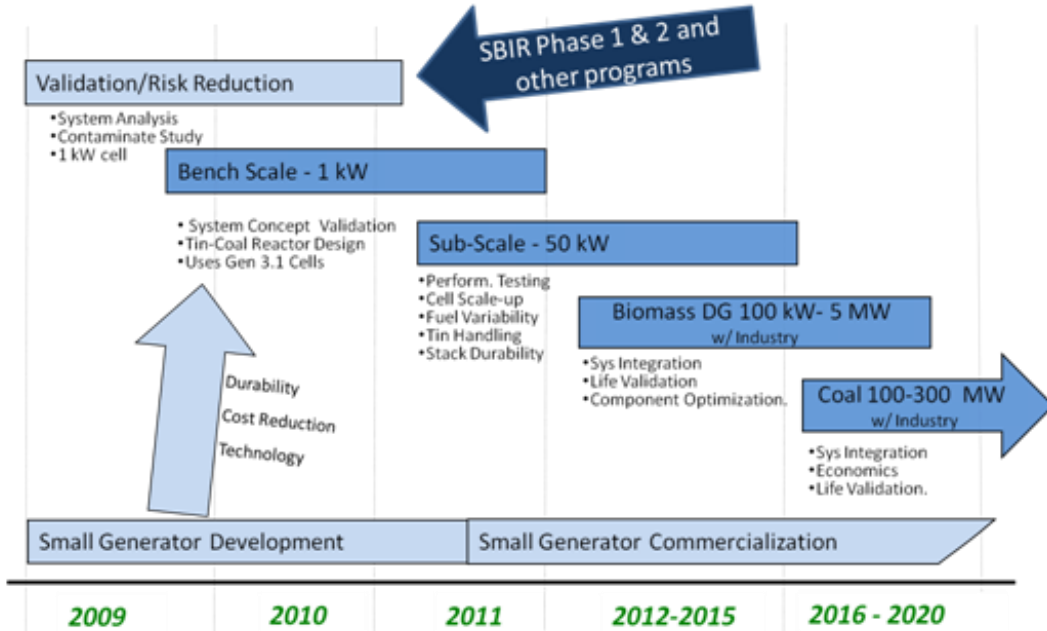 SBIR Phase 1 & 2 and
other programs
Validation/Risk Reduction
•System Analysis
•Contaminate Study
•1 kW cell
Bench Scale - 1 kW
• System Concept Validation
•Tin-Coal Reactor Design
•Uses Gen 3.1 Cells
Sub-Scale - 50 kW
•Perform. Testing
•Cell Scale-up
•Fuel Variability
•Tin Handling
•Stack Durability
Biomass DG 100 kW- 5 MW
w/ Industry
•Sys Integration
•Life Validation
•Component Optimization.
Coal 100-300 MW
w/ Industry
•Sys Integration
•Economics
•Life Validation.
Durability
Cost Reduction
Technology
Small Generator Development
Small Generator Commercialization
2009
2010
2011
2012-2015
2016 - 2020